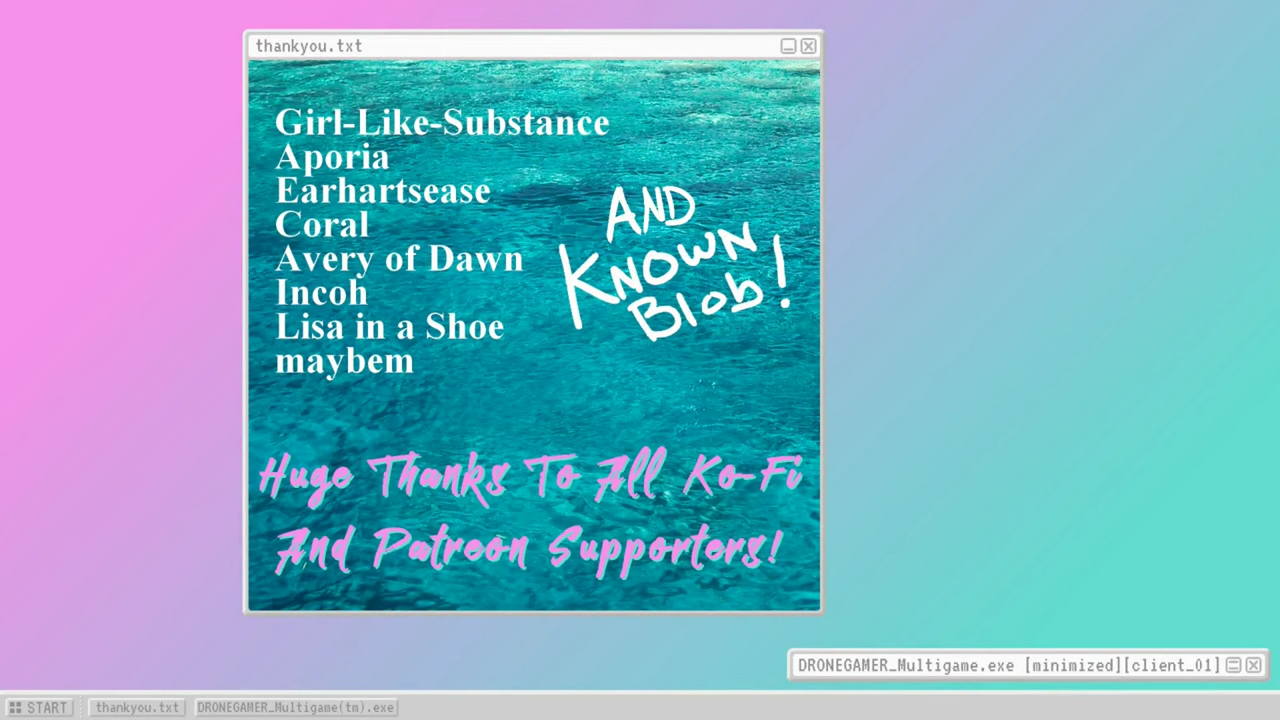 thankyou.txt
Girl-Like-Substance
Aporia
Earhartsease
Coral
Avery of Dawn
Incoh
Lisa in a Shoe
maybem
AND
KNOWN
Blob!
Huge Thanks To All Ko-Fi
And Patreon Supporters!
DRONEGAMER_Multigame.exe [minimized][client_01]
START
thankyou.txt
DRONEGAMER_Multigame(tm).exe